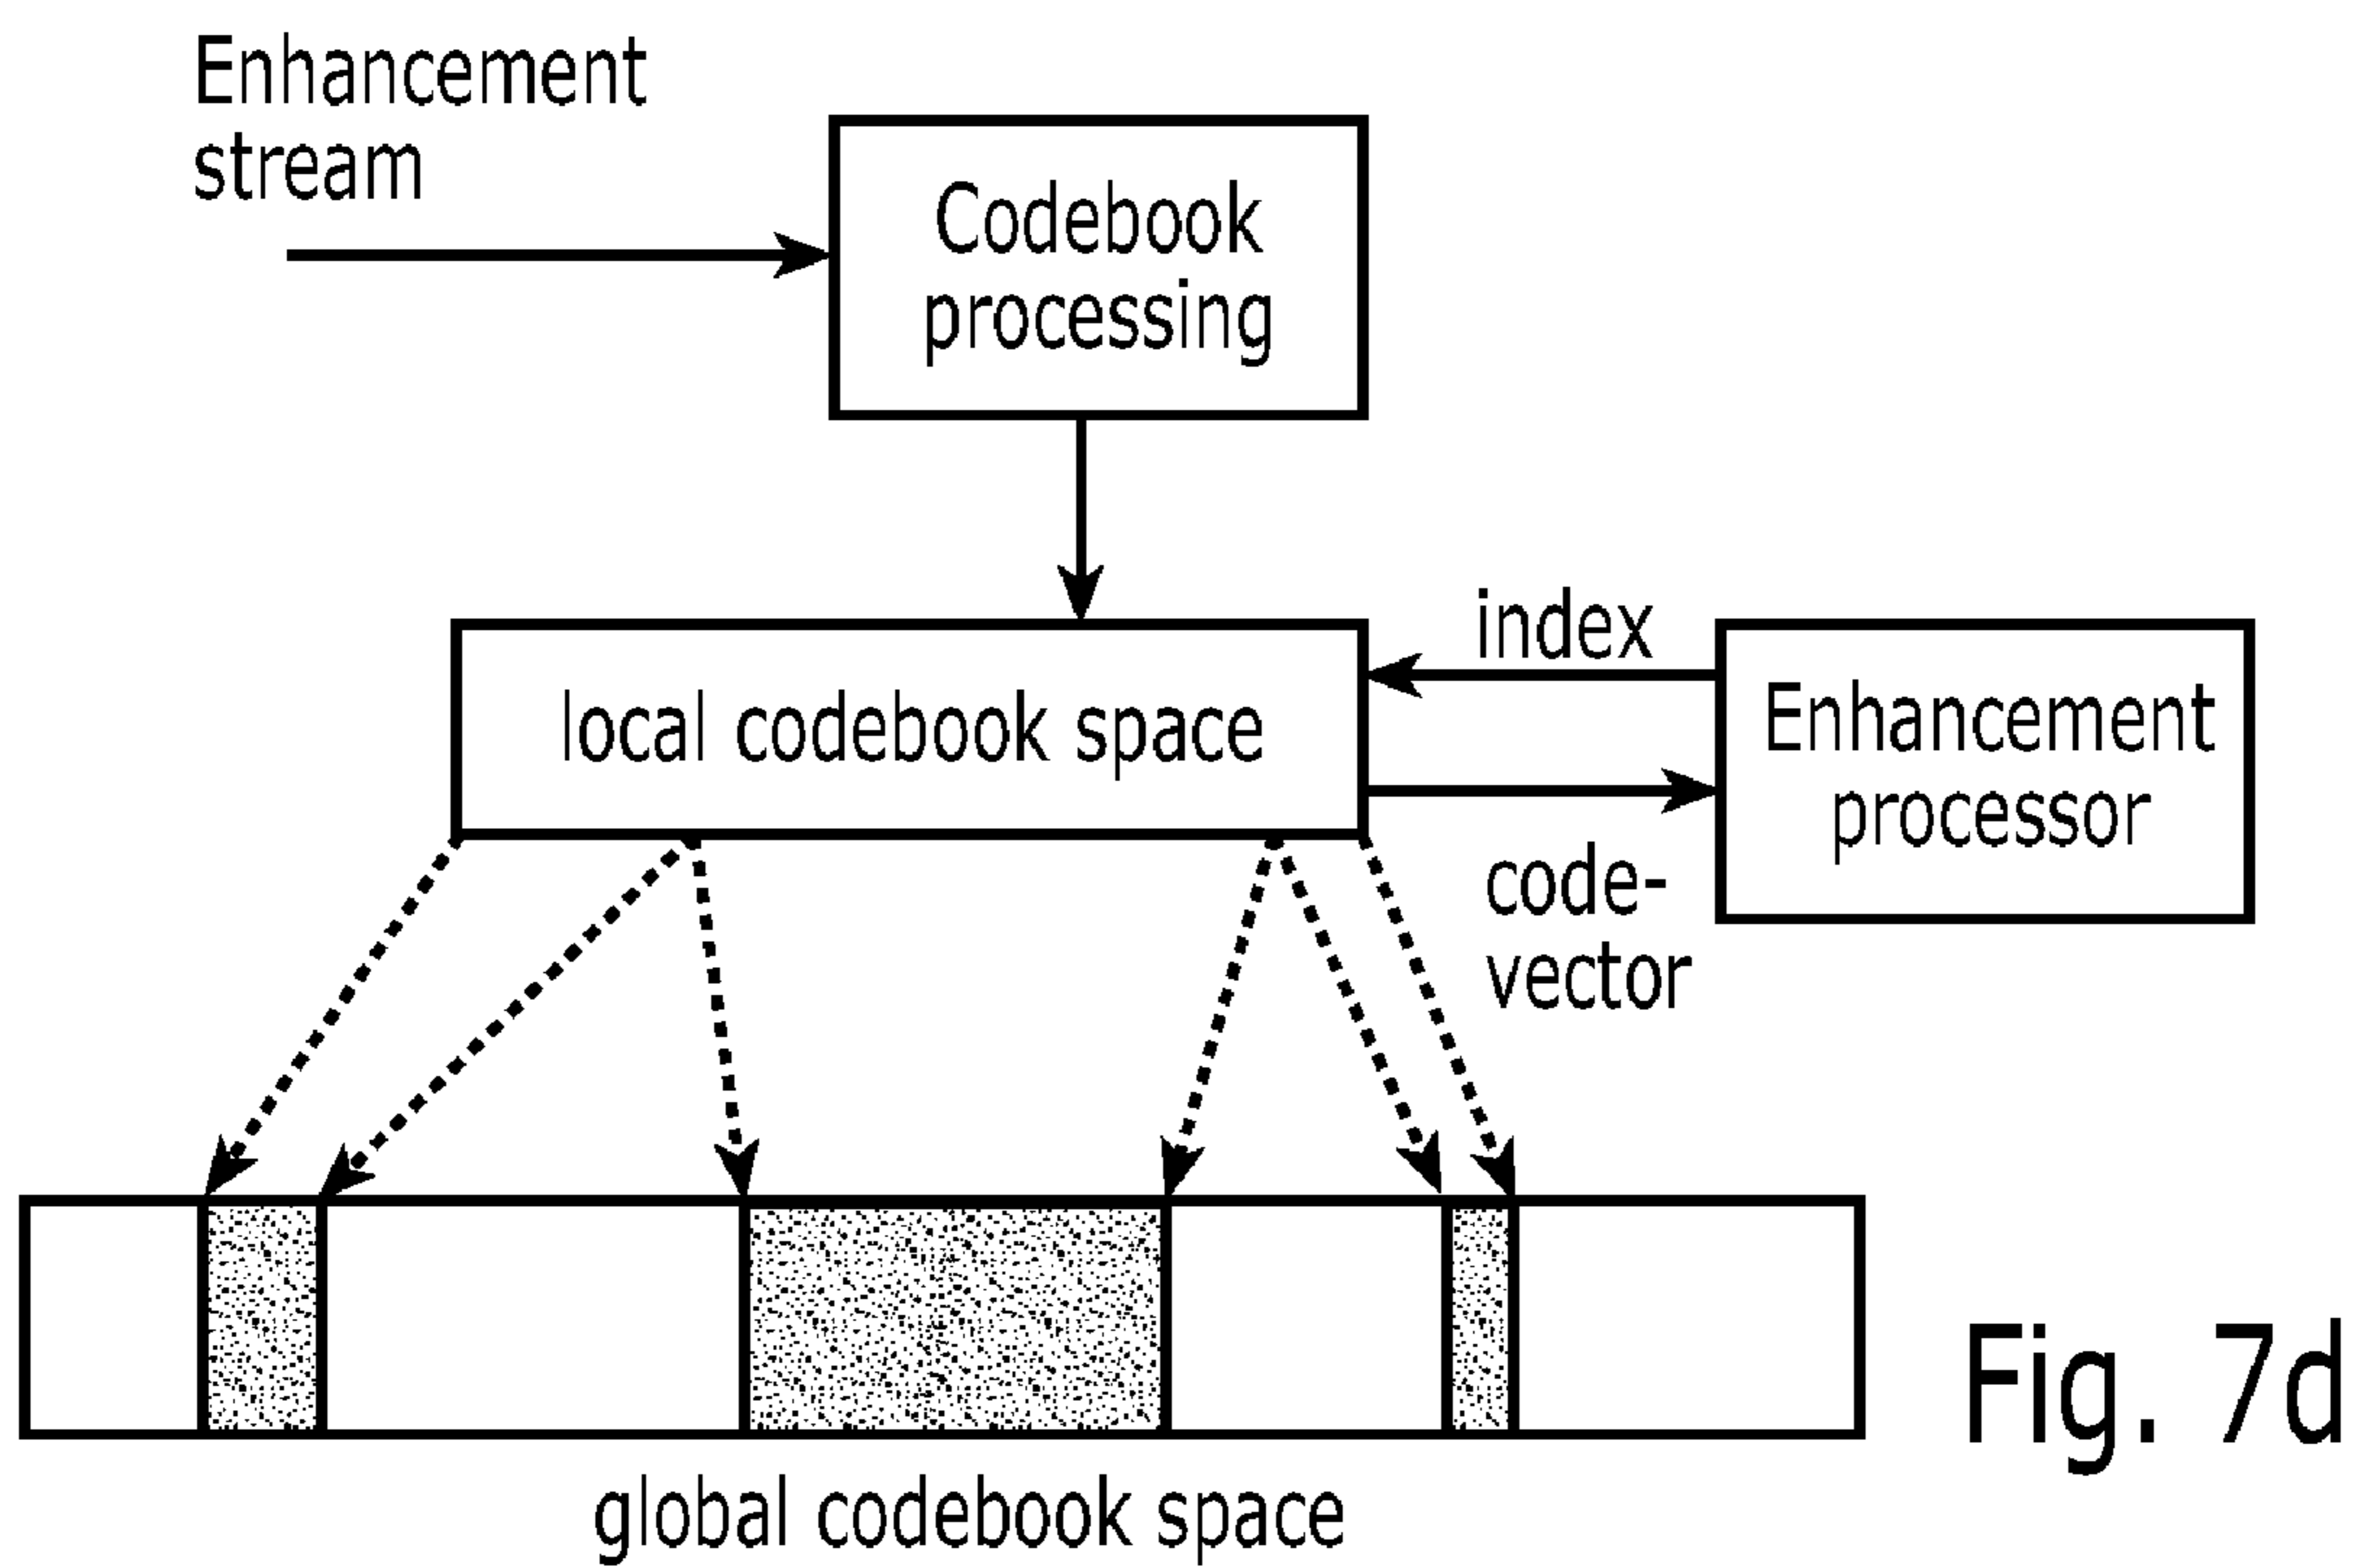 Enhancement
stream
Codebook
processing
local codebook space
index
Enhancement
processor
code-
vector
global codebook space
Fig. 7d